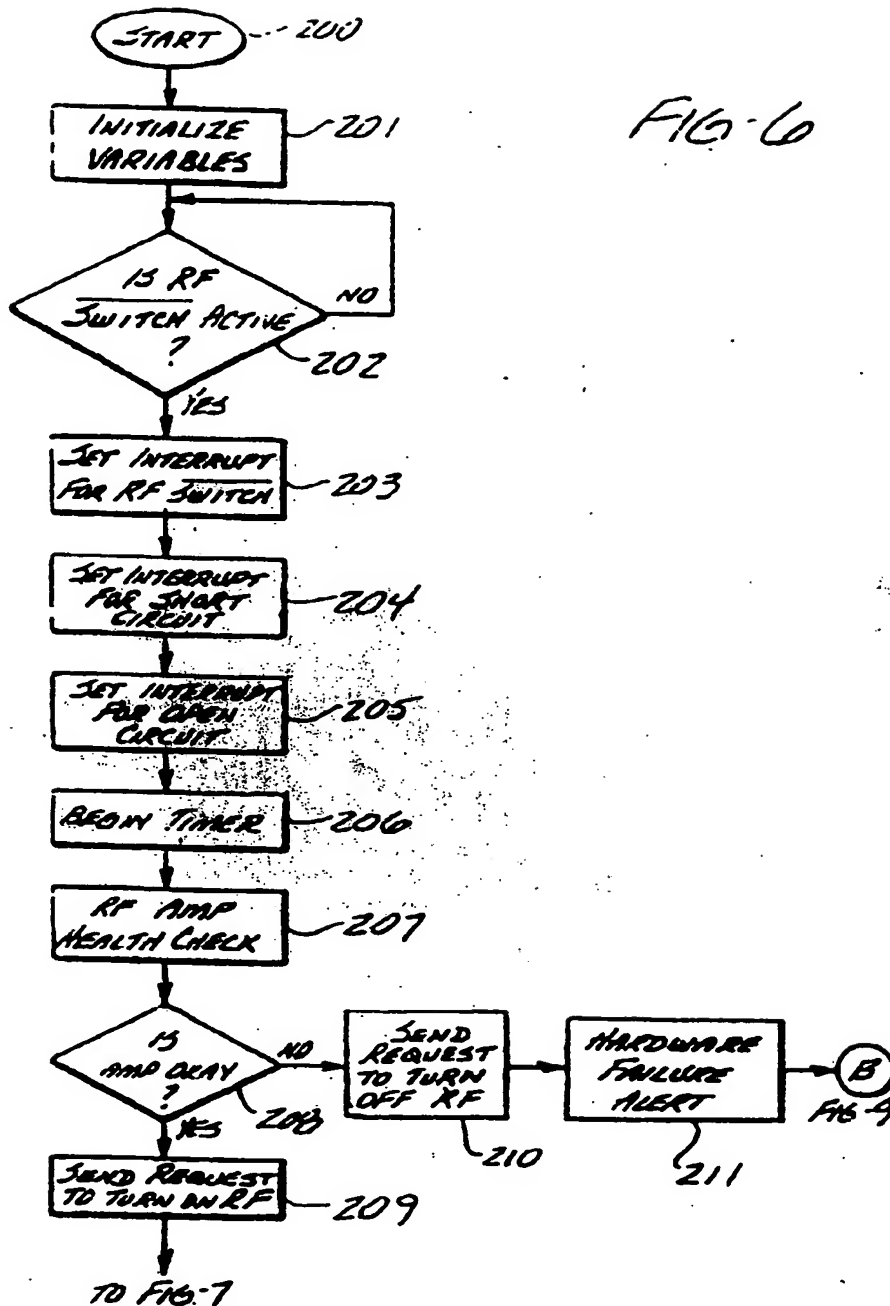 START
200
FIG-6
INITIALIZE
VARIABLES
201
IS RF
SWITCH ACTIVE
?
NO
202
YES
SET INTERRUPT
FOR RF SWITCH
203
SET INTERRUPT
FOR SHORT
CIRCUIT
204
SET INTERRUPT
FOR OPEN
CIRCUIT
205
BEGIN TIMER
206
RF AMP
HEALTH CHECK
207
IS
AMP OKAY
?
NO
208
YES
SEND
REQUEST
TO TURN
OFF RF
210
HARDWARE
FAILURE
ALERT
211
B
FIG-9
SEND REQUEST
TO TURN ON RF
209
TO FIG-7